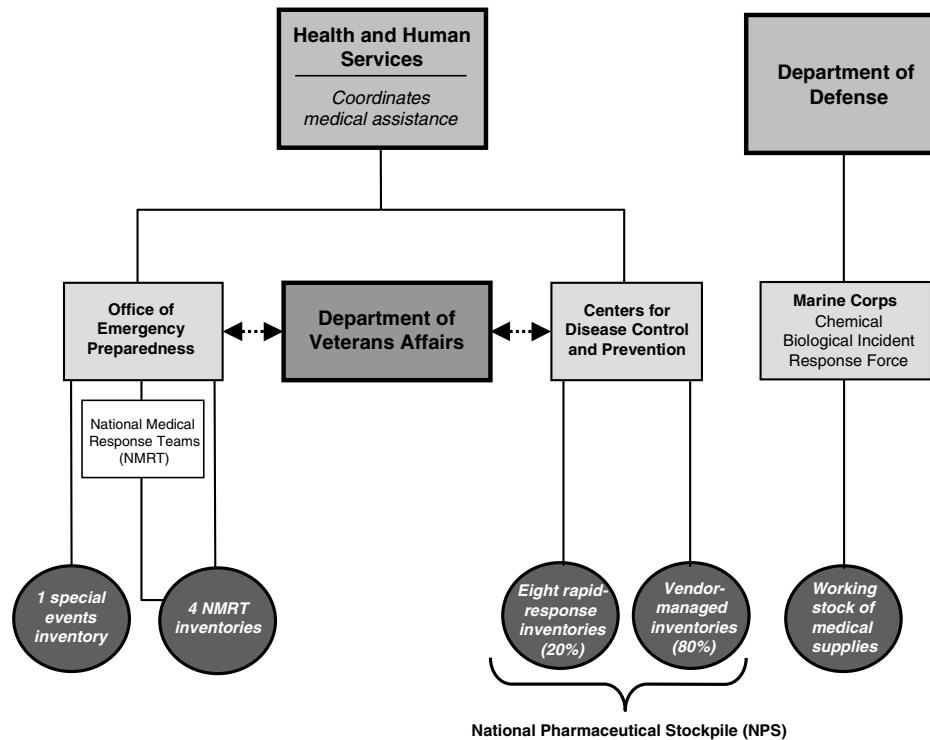 Health and Human
Services
Coordinates
medical assistance
Department of
Defense
Office of
Emergency
Preparedness
Department of
Veterans Affairs
Centers for
Disease Control
and Prevention
Marine Corps
Chemical
Biological Incident
Response Force
National Medical
Response Teams
(NMRT)
1 special
events
inventory
4 NMRT
inventories
Eight rapid-
response
inventories
(20%)
Vendor-
managed
inventories
(80%)
Working
stock of
medical
supplies
National Pharmaceutical Stockpile (NPS)